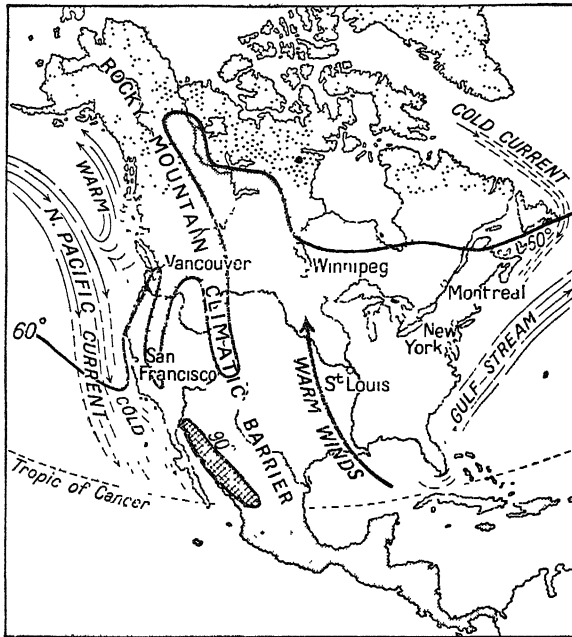 ROCKY MOUNTAIN CLIMATIC BARRIER
COLD CURRENT
WARM
N. PACIFIC CURRENT
Vancouver
Winnipeg
60°
Montreal
60°
New
York
San
Francisco
St Louis
GULF STREAM
COLD
WARM WINDS
90°
Tropic of Cancer